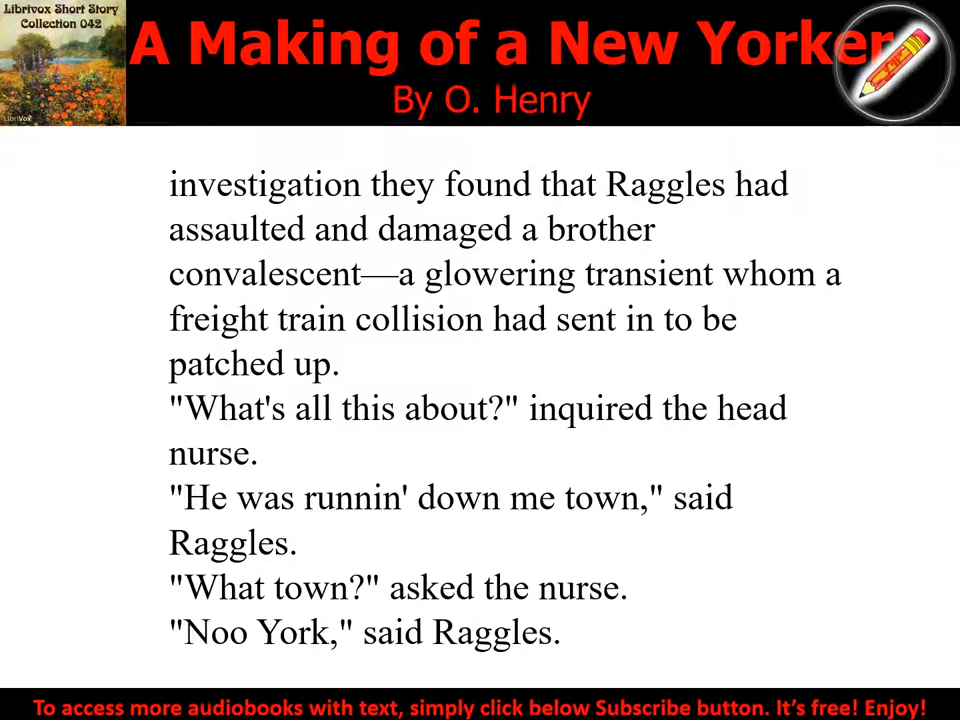 Librivox Short Story
Collection 042
A Making of a New Yorker
By O. Henry
LibriVox
investigation they found that Raggles had
assaulted and damaged a brother
convalescent—a glowering transient whom a
freight train collision had sent in to be
patched up.
"What's all this about?" inquired the head
nurse.
"He was runnin' down me town," said
Raggles.
"What town?" asked the nurse.
"Noo York," said Raggles.
To access more audiobooks with text, simply click below Subscribe button. It's free! Enjoy!